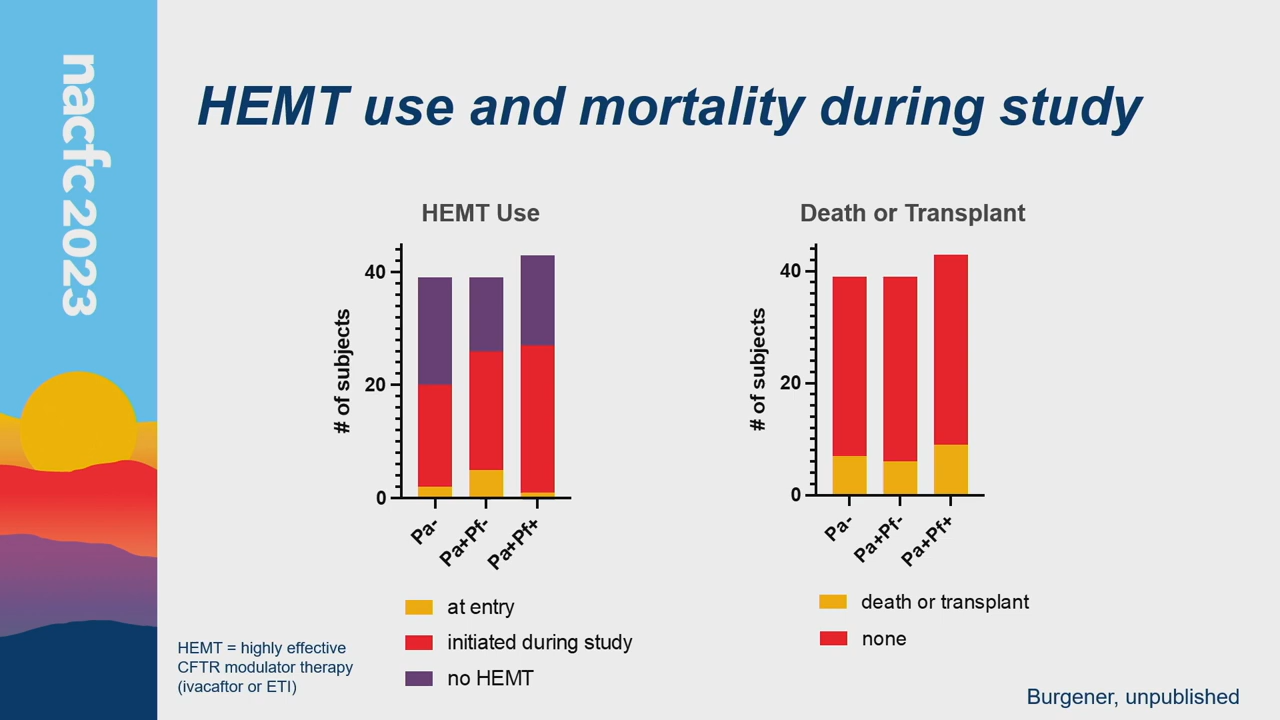 nacfc 2023
HEMT use and mortality during study
HEMT Use
# of subjects
40
20
0
Pa-
Pa+Pf-
Pa+Pf+
at entry
initiated during study
no HEMT
Death or Transplant
# of subjects
40
20
0
Pa-
Pa+Pf-
Pa+Pf+
death or transplant
none
HEMT = highly effective
CFTR modulator therapy
(ivacaftor or ETI)
Burgener, unpublished